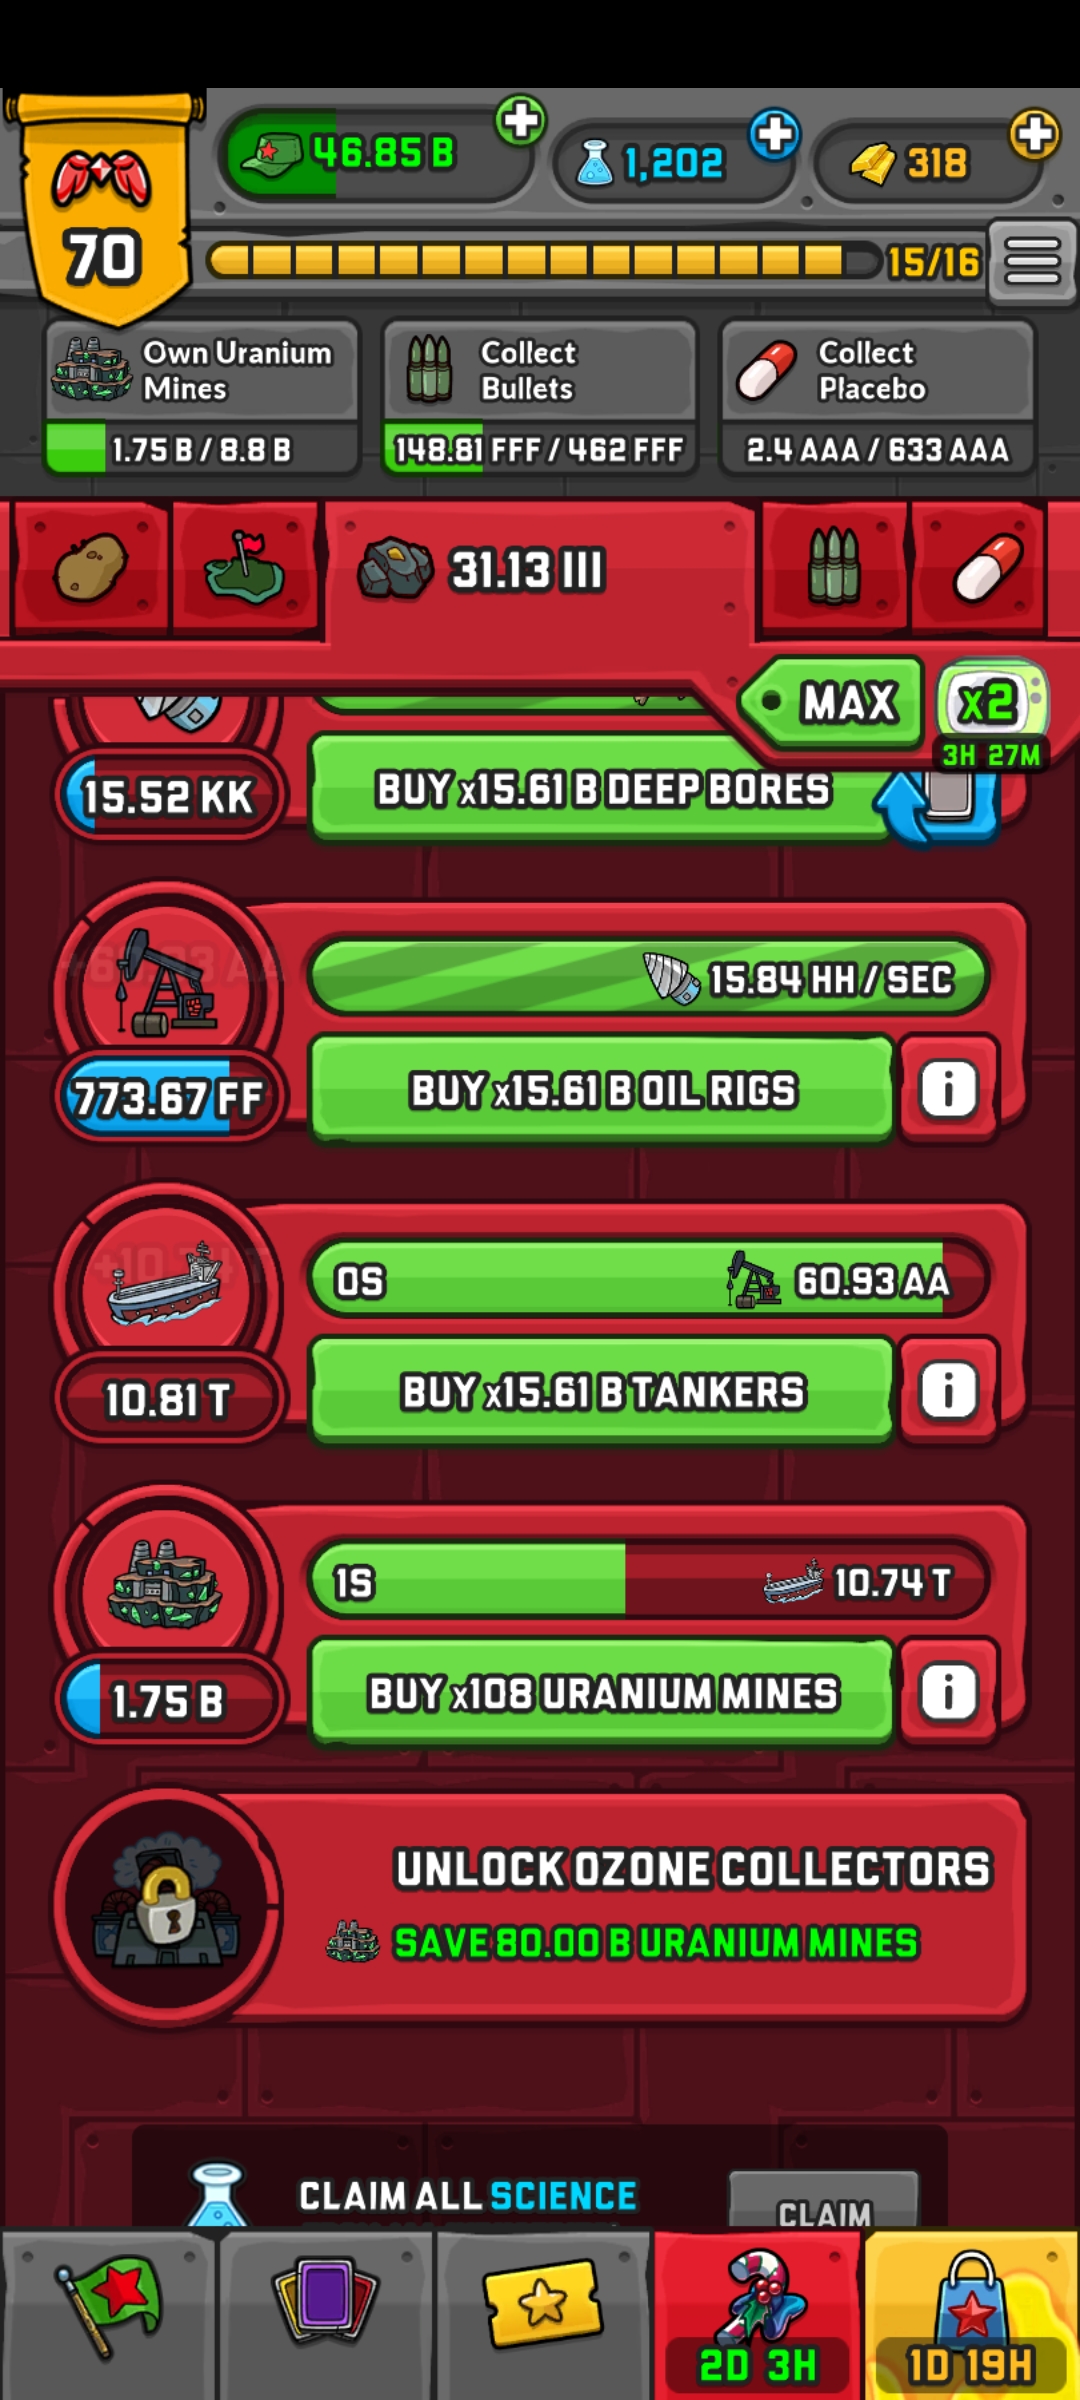 46.85 B
1,202
318
70
15/16
Own Uranium
Mines
1.75 B / 8.8 B
Collect
Bullets
148.81 FFF / 462 FFF
Collect
Placebo
2.4 AAA / 633 AAA
31.13 III
MAX
x2
3H 27M
15.52 KK
BUY x15.61 B DEEP BORES
15.84 HH / SEC
773.67 FF
BUY x15.61 B OIL RIGS
i
0S
60.93 AA
10.81 T
BUY x15.61 B TANKERS
i
1S
10.74 T
1.75 B
BUY x108 URANIUM MINES
i
UNLOCK OZONE COLLECTORS
SAVE 80.00 B URANIUM MINES
CLAIM ALL SCIENCE
CLAIM
2D 3H
1D 19H